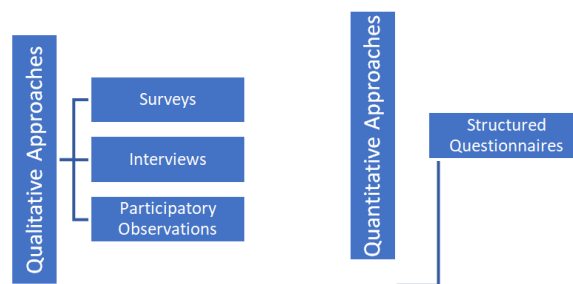 Qualitative Approaches
Surveys
Interviews
Participatory
Observations
Quantitative Approaches
Structured
Questionnaires